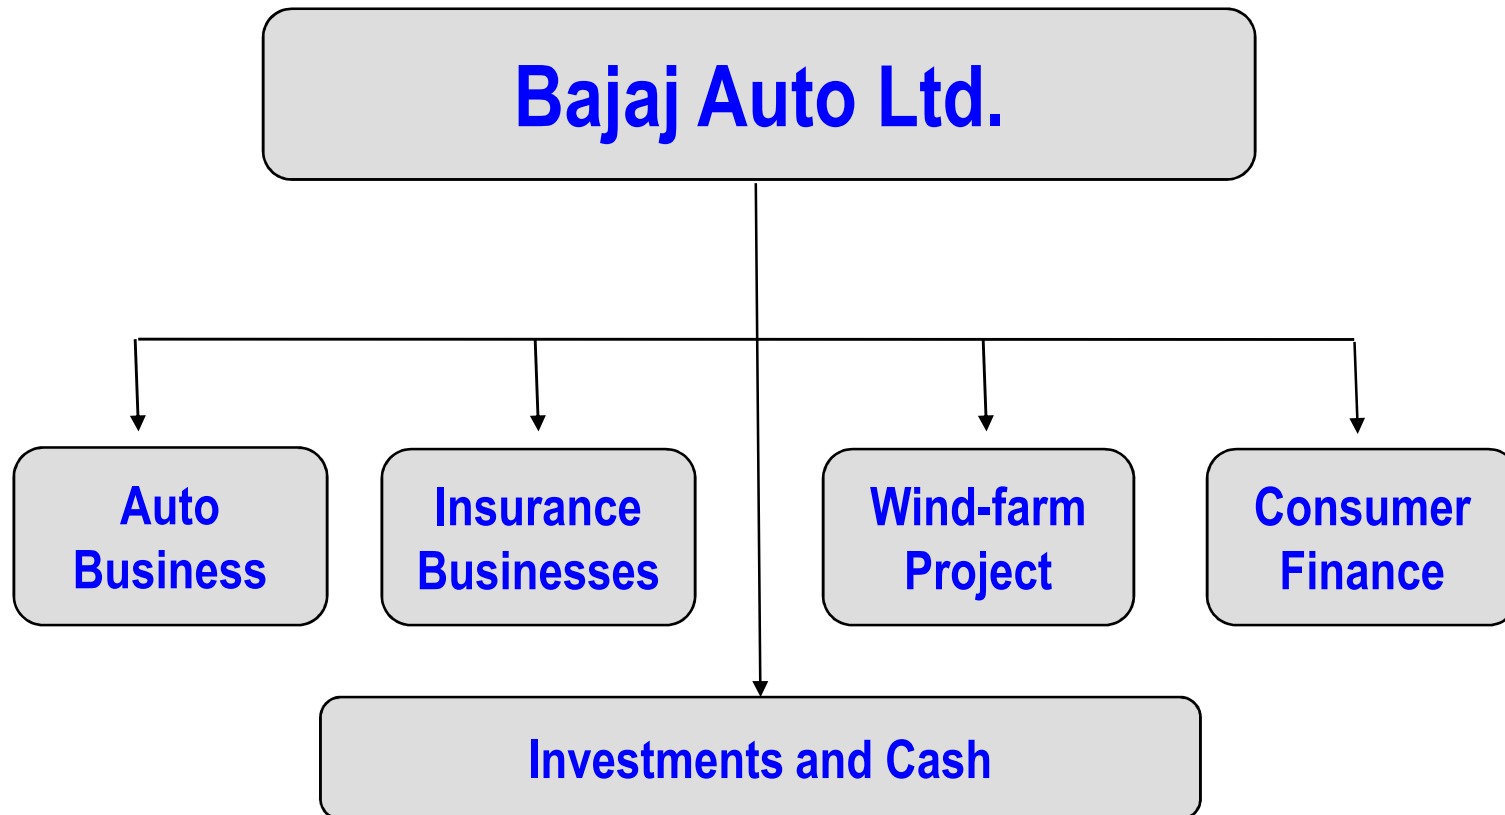 Bajaj Auto Ltd.
Auto
Business
Insurance
Businesses
Wind-farm
Project
Consumer
Finance
Investments and Cash